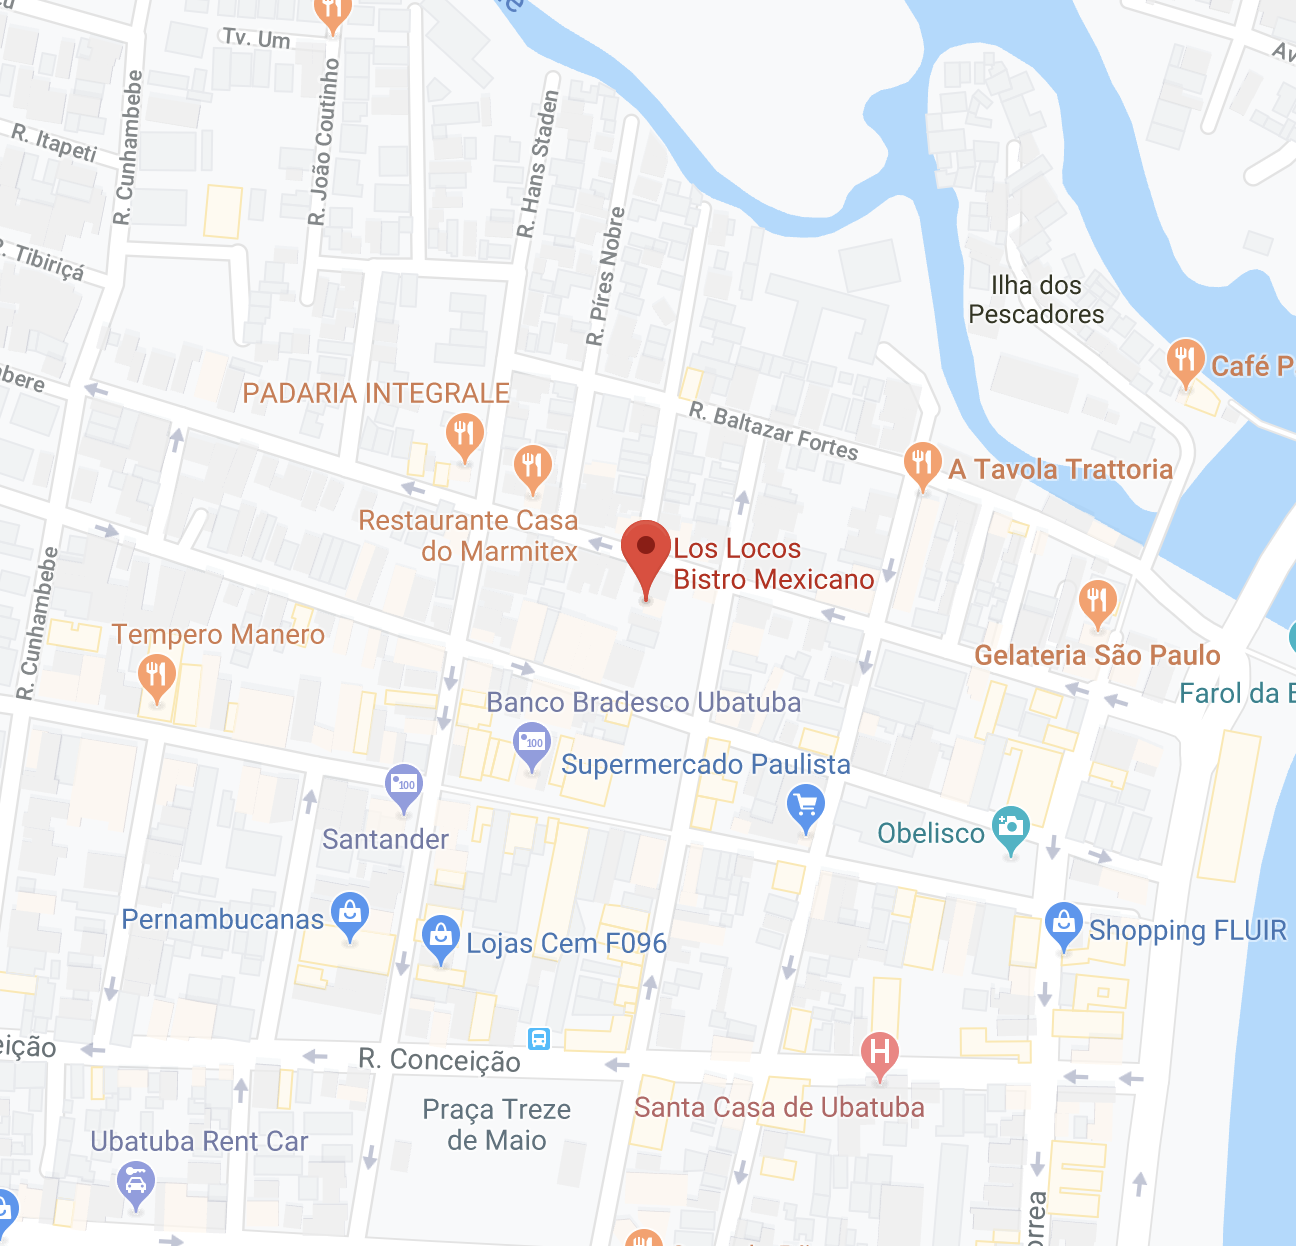 Tv. Um
R. Cunhambebe
R. João Coutinho
R. Itapeti
R. Hans Staden
R. Píres Nobre
Tibiriçá
Ilha dos
Pescadores
Café P
PADARIA INTEGRALE
R. Baltazar Fortes
A Tavola Trattoria
Restaurante Casa
do Marmitex
Los Locos
Bistro Mexicano
R. Cunhambebe
Tempero Manero
Gelateria São Paulo
Farol da B
Banco Bradesco Ubatuba
100
Supermercado Paulista
100
Santander
Obelisco
Pernambucanas
Lojas Cem F096
Shopping FLUIR
R. Conceição
H
Santa Casa de Ubatuba
Praça Treze
de Maio
Ubatuba Rent Car